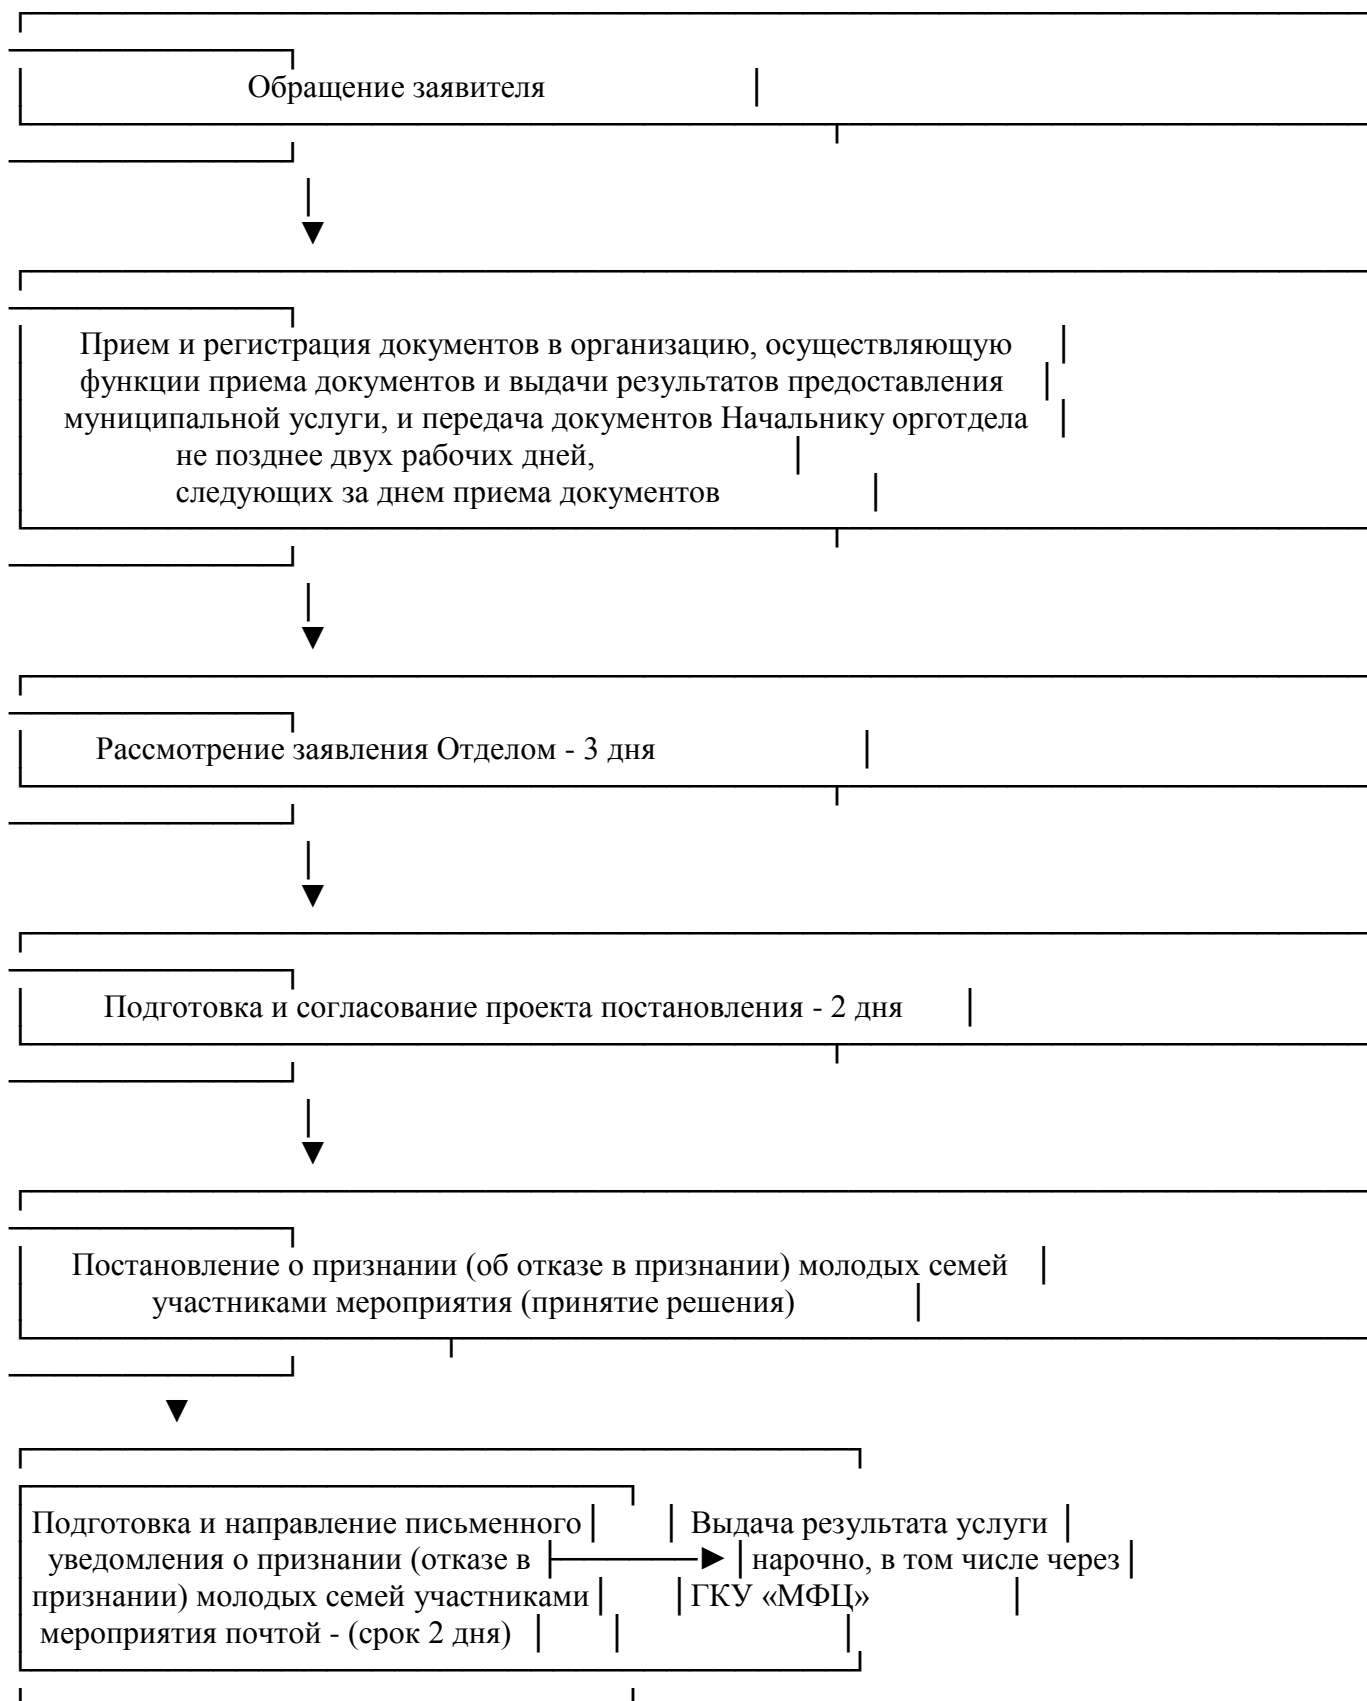 Обращение заявителя
Прием и регистрация документов в организацию, осуществляющую
функции приема документов и выдачи результатов предоставления
муниципальной услуги, и передача документов Начальнику орготдела
не позднее двух рабочих дней,
следующих за днем приема документов
Рассмотрение заявления Отделом - 3 дня
Подготовка и согласование проекта постановления - 2 дня
Постановление о признании (об отказе в признании) молодых семей
участниками мероприятия (принятие решения)
Подготовка и направление письменного
уведомления о признании (отказе в
признании) молодых семей участниками
мероприятия почтой - (срок 2 дня)
Выдача результата услуги
нарочно, в том числе через
ГКУ «МФЦ»